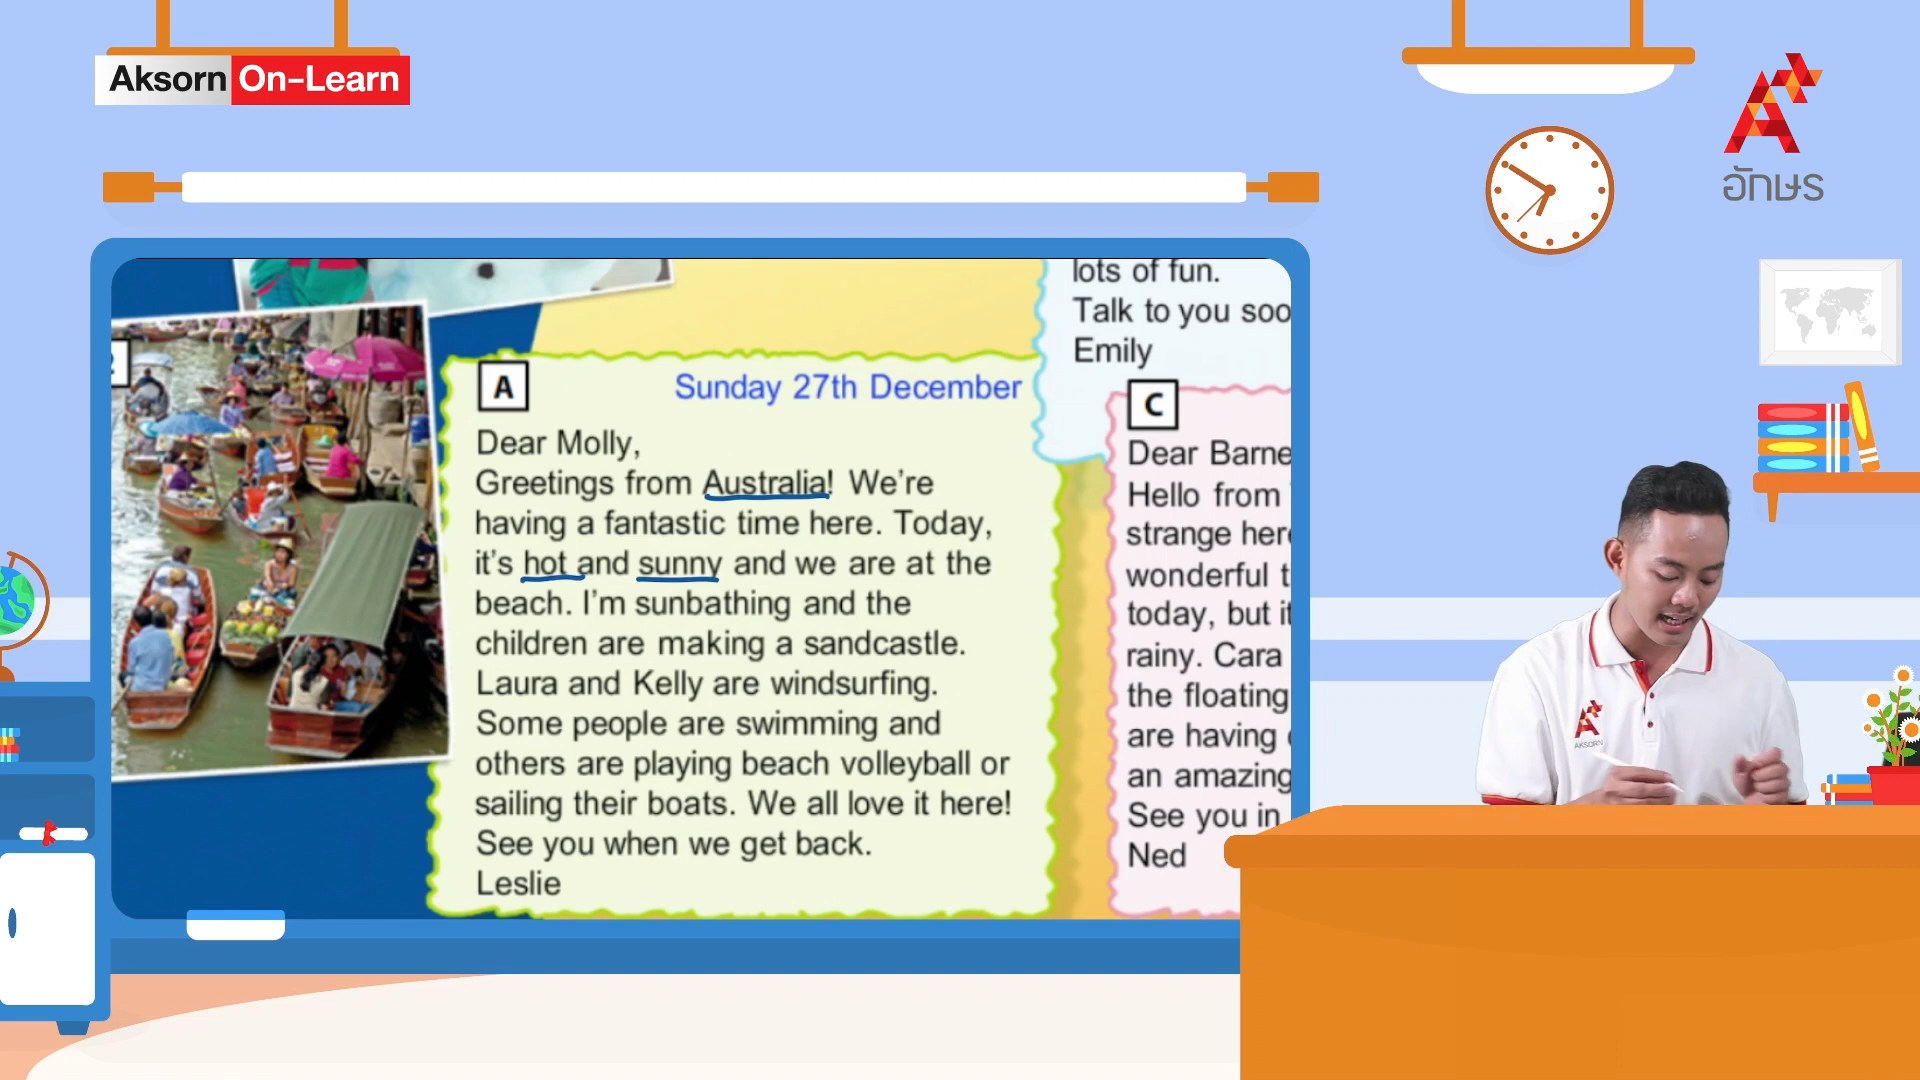 Aksorn On-Learn
อักษร
lots of fun.
Talk to you soo
Emily
A
Sunday 27th December
Dear Molly,
Greetings from Australia! We're
having a fantastic time here. Today,
it's hot and sunny and we are at the
beach. I'm sunbathing and the
children are making a sandcastle.
Laura and Kelly are windsurfing.
Some people are swimming and
others are playing beach volleyball or
sailing their boats. We all love it here!
See you when we get back.
Leslie
C
Dear Barne
Hello from
strange her
wonderful t
today, but i
rainy. Cara
the floating
are having
an amazing
See you in
Ned
AKSORN